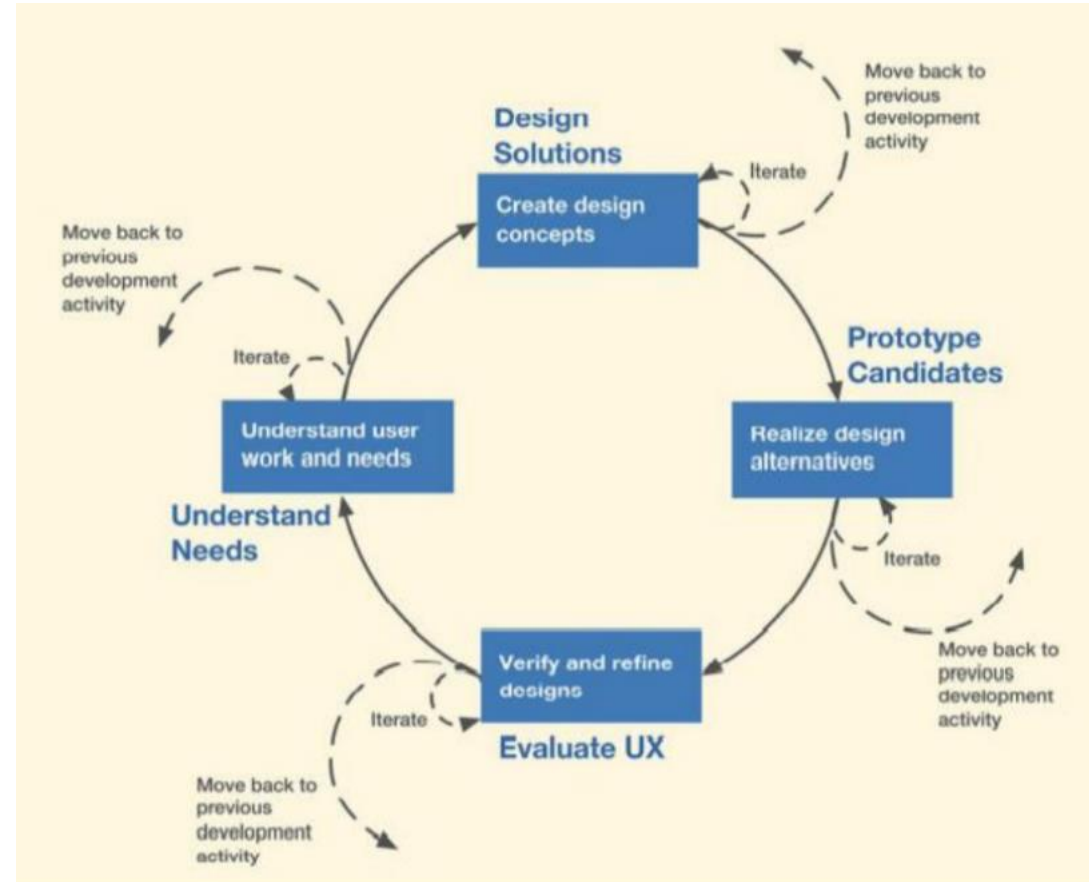 Design
Solutions
Create design
concepts
Iterate
Move back to
previous
development
activity
Prototype
Candidates
Realize design
alternatives
Iterate
Move back to
previous
development
activity
Verify and refine
designs
Evaluate UX
Iterate
Move back to
previous
development
activity
Understand user
work and needs
Understand
Needs
Iterate
Move back to
previous
development
activity